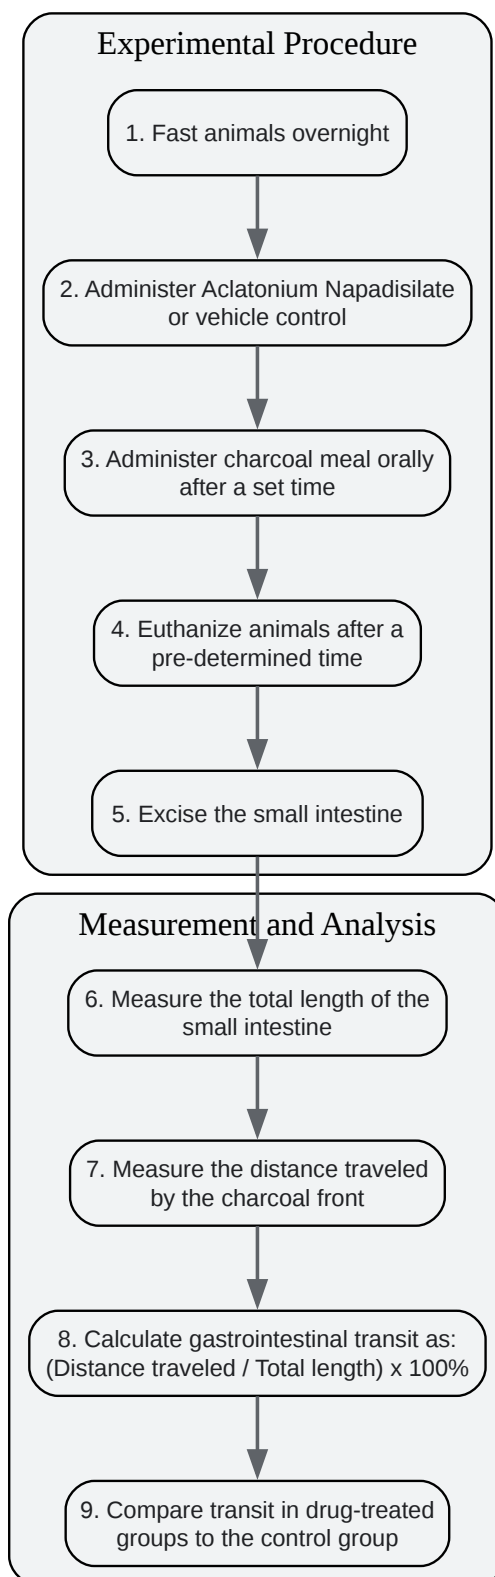 Experimental Procedure
1. Fast animals overnight
2. Administer Aclatonium Napadisilate
or vehicle control
3. Administer charcoal meal orally
after a set time
4. Euthanize animals after a
pre-determined time
5. Excise the small intestine
Measurement and Analysis
6. Measure the total length of the
small intestine
7. Measure the distance traveled
by the charcoal front
8. Calculate gastrointestinal transit as:
(Distance traveled / Total length) x 100%
9. Compare transit in drug-treated
groups to the control group